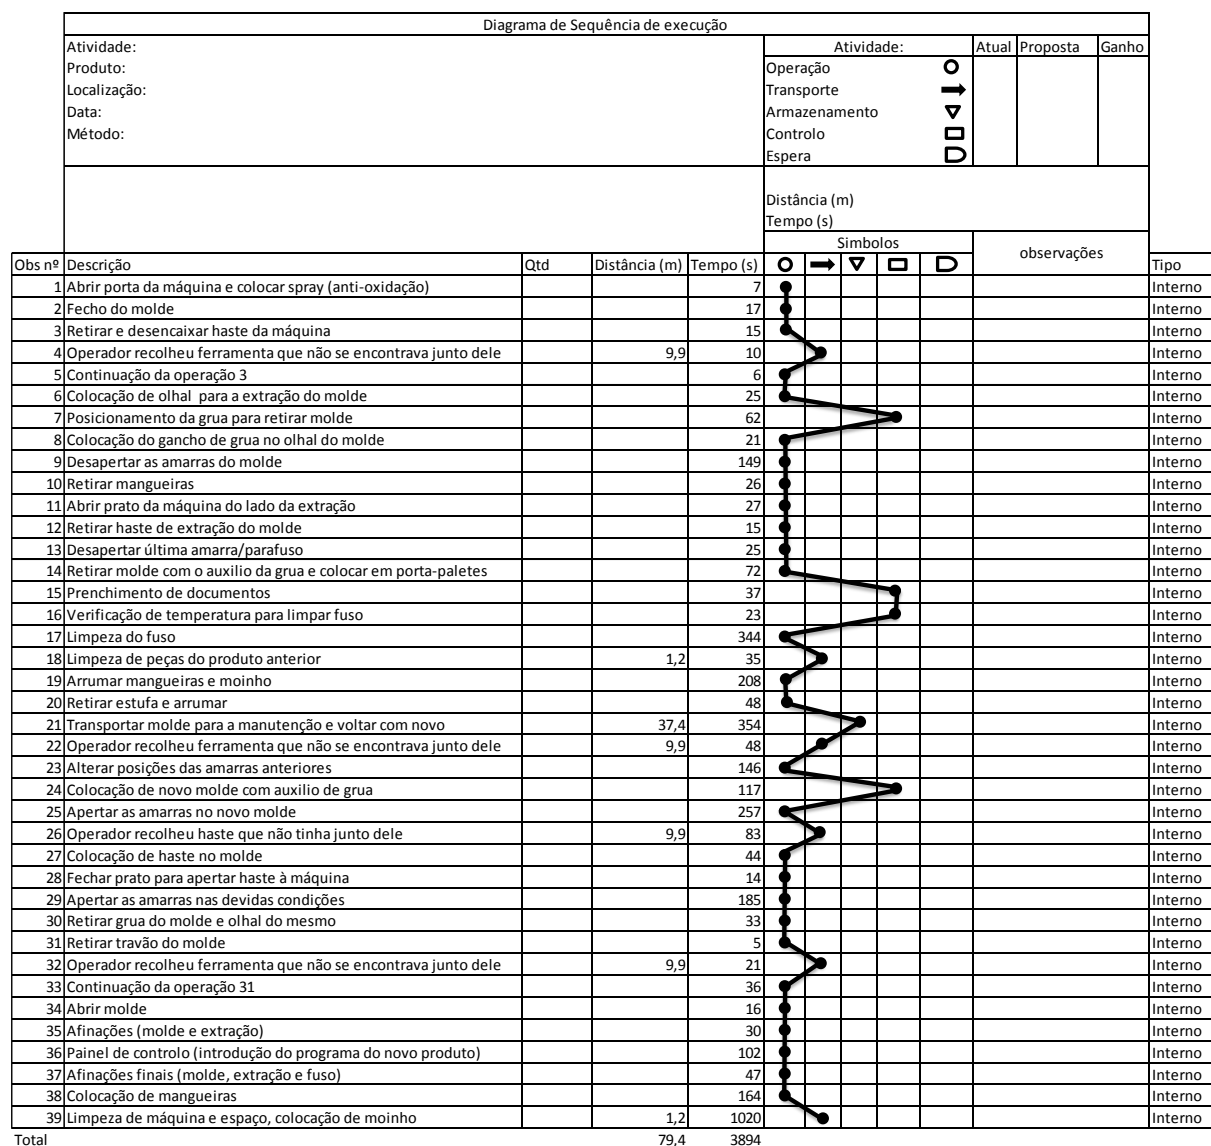 Diagrama de Sequência de execução
Atividade: Atividade: Atual Proposta Ganho
Produto: Operação
Localização: Transporte
Data: Armazenamento
Método: Controlo
Espera
Distância (m)
Tempo (s)
Simbolos observações
Obs nº Descrição Qtd Distância (m) Tempo (s) Tipo
1 Abrir porta da máquina e colocar spray (anti-oxidação) 7 Interno
2 Fecho do molde 17 Interno
3 Retirar e desencaixar haste da máquina 15 Interno
4 Operador recolheu ferramenta que não se encontrava junto dele 9,9 10 Interno
5 Continuação da operação 3 6 Interno
6 Colocação de olhal para a extração do molde 25 Interno
7 Posicionamento da grua para retirar molde 62 Interno
8 Colocação do gancho de grua no olhal do molde 21 Interno
9 Desapertar as amarras do molde 149 Interno
10 Retirar mangueiras 26 Interno
11 Abrir prato da máquina do lado da extração 27 Interno
12 Retirar haste de extração do molde 15 Interno
13 Desapertar última amarra/parafuso 25 Interno
14 Retirar molde com o auxilio da grua e colocar em porta-paletes 72 Interno
15 Prenchimento de documentos 37 Interno
16 Verificação de temperatura para limpar fuso 23 Interno
17 Limpeza do fuso 344 Interno
18 Limpeza de peças do produto anterior 1,2 35 Interno
19 Arrumar mangueiras e moinho 208 Interno
20 Retirar estufa e arrumar 48 Interno
21 Transportar molde para a manutenção e voltar com novo 37,4 354 Interno
22 Operador recolheu ferramenta que não se encontrava junto dele 9,9 48 Interno
23 Alterar posições das amarras anteriores 146 Interno
24 Colocação de novo molde com auxilio de grua 117 Interno
25 Apertar as amarras no novo molde 257 Interno
26 Operador recolheu haste que não tinha junto dele 9,9 83 Interno
27 Colocação de haste no molde 44 Interno
28 Fechar prato para apertar haste à máquina 14 Interno
29 Apertar as amarras nas devidas condições 185 Interno
30 Retirar grua do molde e olhal do mesmo 33 Interno
31 Retirar travão do molde 5 Interno
32 Operador recolheu ferramenta que não se encontrava junto dele 9,9 21 Interno
33 Continuação da operação 31 36 Interno
34 Abrir molde 16 Interno
35 Afinações (molde e extração) 30 Interno
36 Painel de controlo (introdução do programa do novo produto) 102 Interno
37 Afinações finais (molde, extração e fuso) 47 Interno
38 Colocação de mangueiras 164 Interno
39 Limpeza de máquina e espaço, colocação de moinho 1,2 1020 Interno
Total 79,4 3894